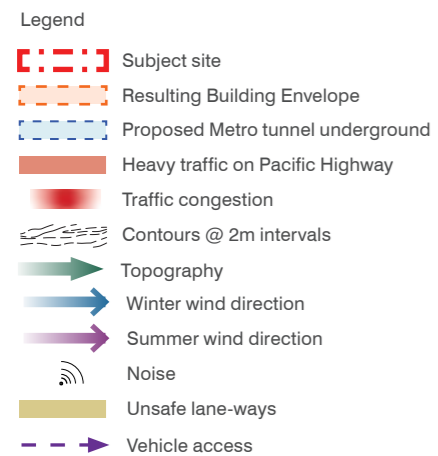 Legend
Subject site
Resulting Building Envelope
Proposed Metro tunnel underground
Heavy traffic on Pacific Highway
Traffic congestion
Contours @ 2m intervals
Topography
Winter wind direction
Summer wind direction
Noise
Unsafe lane-ways
Vehicle access